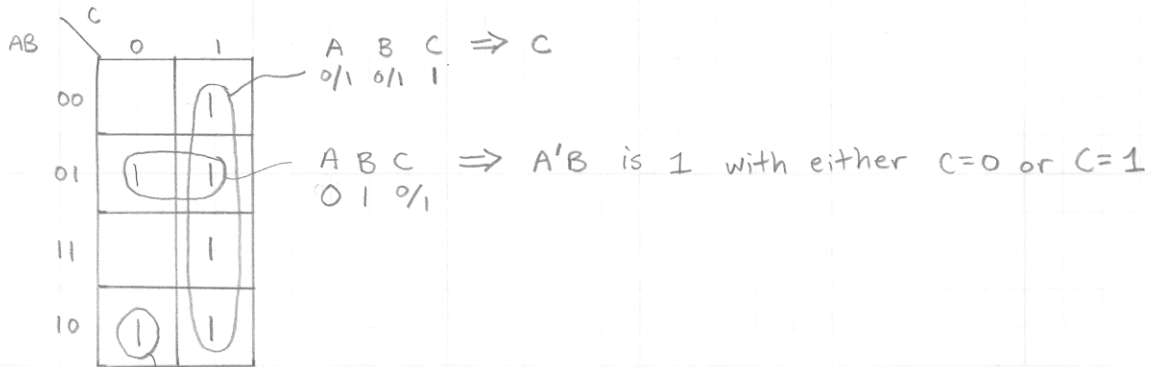 C
AB 0 1 A B C ⇒ C
0/1 0/1 1
00 1
01 1 1 A B C ⇒ A'B is 1 with either C=0 or C=1
0 1 0/1
11 1
10 1 1